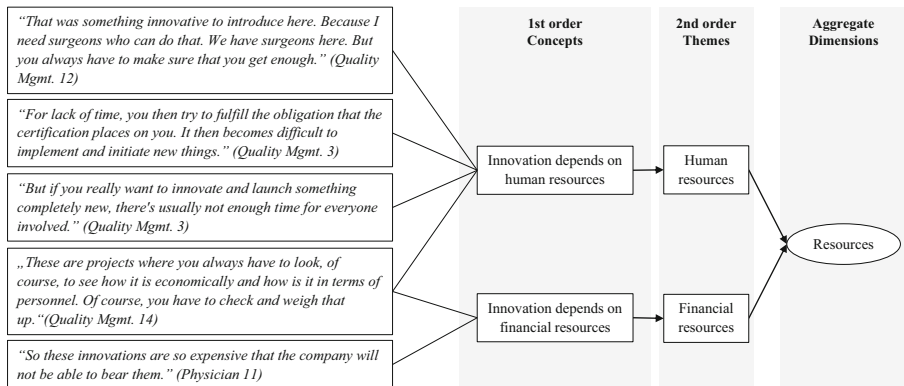 “That was something innovative to introduce here. Because I
need surgeons who can do that. We have surgeons here. But
you always have to make sure that you get enough.” (Quality
Mgmt. 12)
“For lack of time, you then try to fulfill the obligation that the
certification places on you. It then becomes difficult to
implement and initiate new things.” (Quality Mgmt. 3)
“But if you really want to innovate and launch something
completely new, there's usually not enough time for everyone
involved.” (Quality Mgmt. 3)
„These are projects where you always have to look, of
course, to see how it is economically and how is it in terms of
personnel. Of course, you have to check and weigh that
up.“(Quality Mgmt. 14)
“So these innovations are so expensive that the company will
not be able to bear them.” (Physician 11)
1st order
Concepts
Innovation depends on
human resources
Innovation depends on
financial resources
2nd order
Themes
Human
resources
Financial
resources
Aggregate
Dimensions
Resources